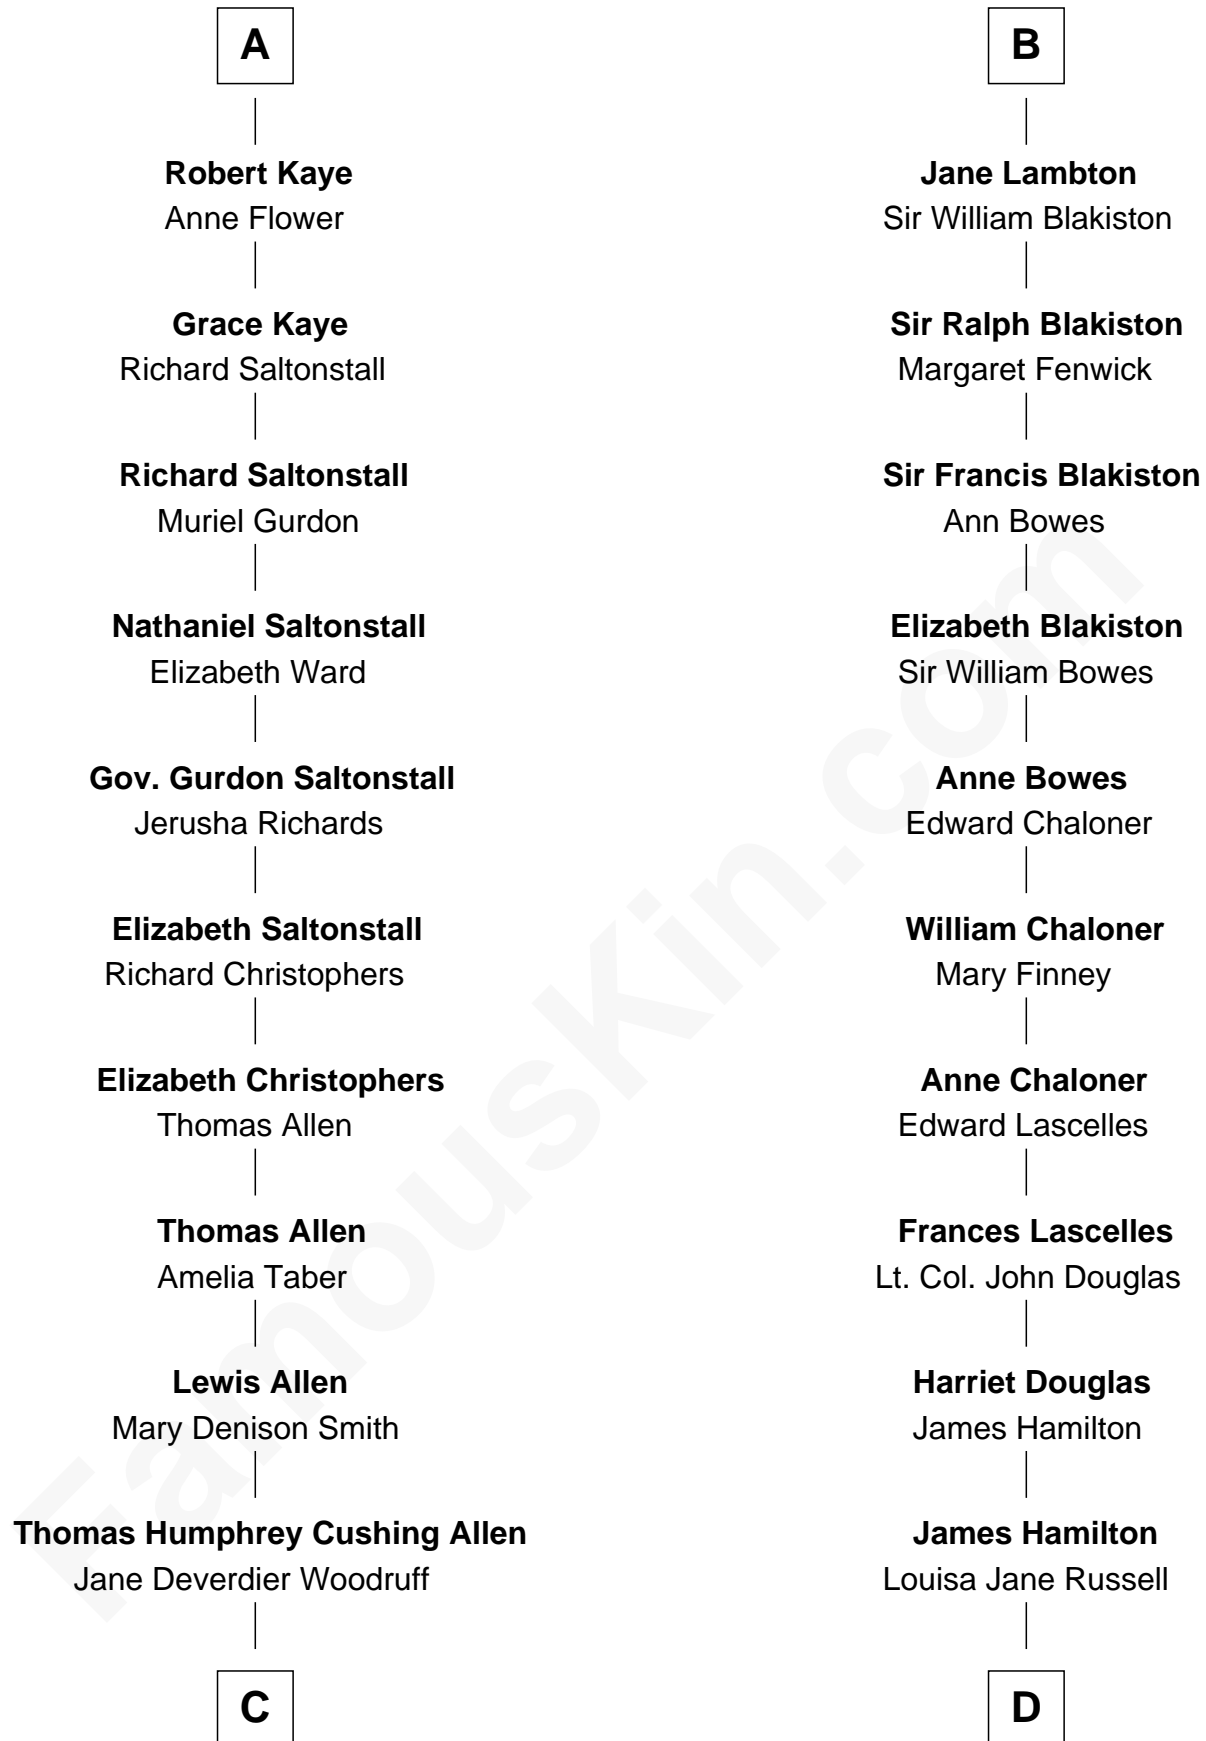 A
Robert Kaye
Anne Flower
Grace Kaye
Richard Saltonstall
Richard Saltonstall
Muriel Gurdon
Nathaniel Saltonstall
Elizabeth Ward
Gov. Gurdon Saltonstall
Jerusha Richards
Elizabeth Saltonstall
Richard Christophers
Elizabeth Christophers
Thomas Allen
Thomas Allen
Amelia Taber
Lewis Allen
Mary Denison Smith
Thomas Humphrey Cushing Allen
Jane Deverdier Woodruff
C
B
Jane Lambton
Sir William Blakiston
Sir Ralph Blakiston
Margaret Fenwick
Sir Francis Blakiston
Ann Bowes
Elizabeth Blakiston
Sir William Bowes
Anne Bowes
Edward Chaloner
William Chaloner
Mary Finney
Anne Chaloner
Edward Lascelles
Frances Lascelles
Lt. Col. John Douglas
Harriet Douglas
James Hamilton
James Hamilton
Louisa Jane Russell
D
FamousKin.com